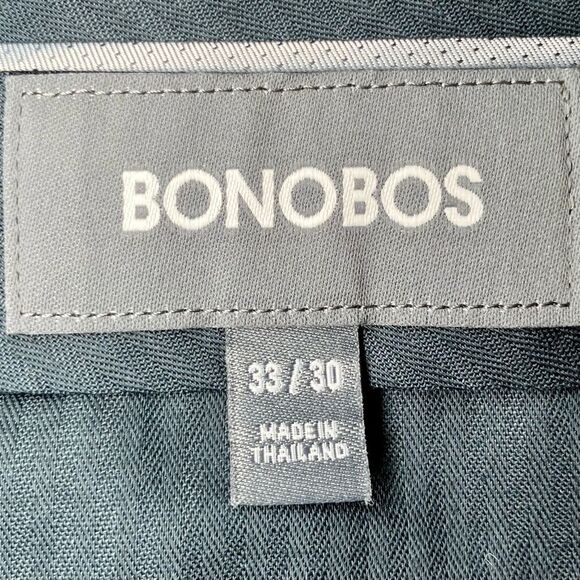 BONOBOS
33/30
MADE IN
THAILAND